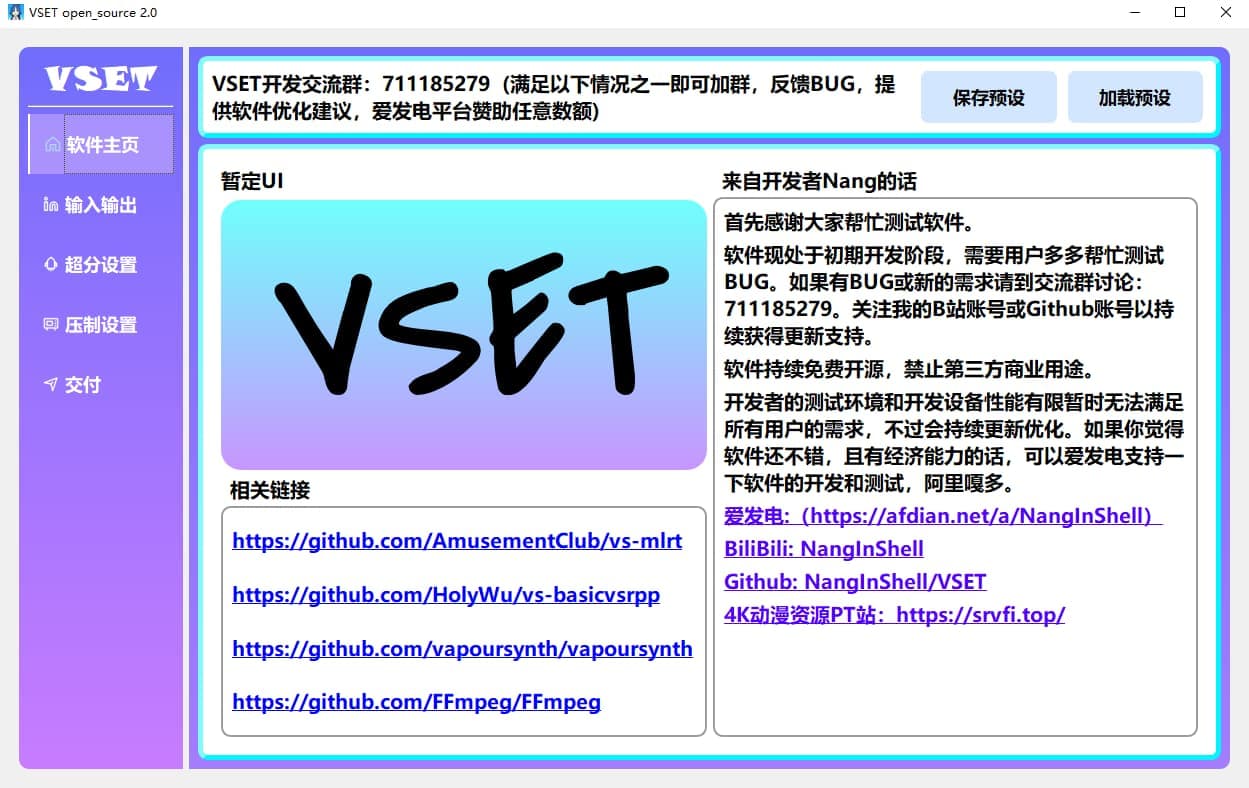 VSET open_source 2.0
VSET
软件主页
输入输出
超分设置
压制设置
交付
VSET开发交流群：711185279（满足以下情况之一即可加群，反馈BUG，提
供软件优化建议，爱发电平台赞助任意数额）
保存预设
加载预设
暂定UI
VSET
相关链接
https://github.com/AmusementClub/vs-mlrt
https://github.com/HolyWu/vs-basicvsrpp
https://github.com/vapoursynth/vapoursynth
https://github.com/FFmpeg/FFmpeg
来自开发者Nang的话
首先感谢大家帮忙测试软件。
软件现处于初期开发阶段，需要用户多多帮忙测试
BUG。如果有BUG或新的需求请到交流群讨论：
711185279。关注我的B站账号或Github账号以持
续获得更新支持。
软件持续免费开源，禁止第三方商业用途。
开发者的测试环境和开发设备性能有限暂时无法满足
所有用户的需求，不过会持续更新优化。如果你觉得
软件还不错，且有经济能力的话，可以爱发电支持一
下软件的开发和测试，阿里嘎多。
爱发电:（https://afdian.net/a/NangInShell）
BiliBili: NangInShell
Github: NangInShell/VSET
4K动漫资源PT站：https://srvfi.top/